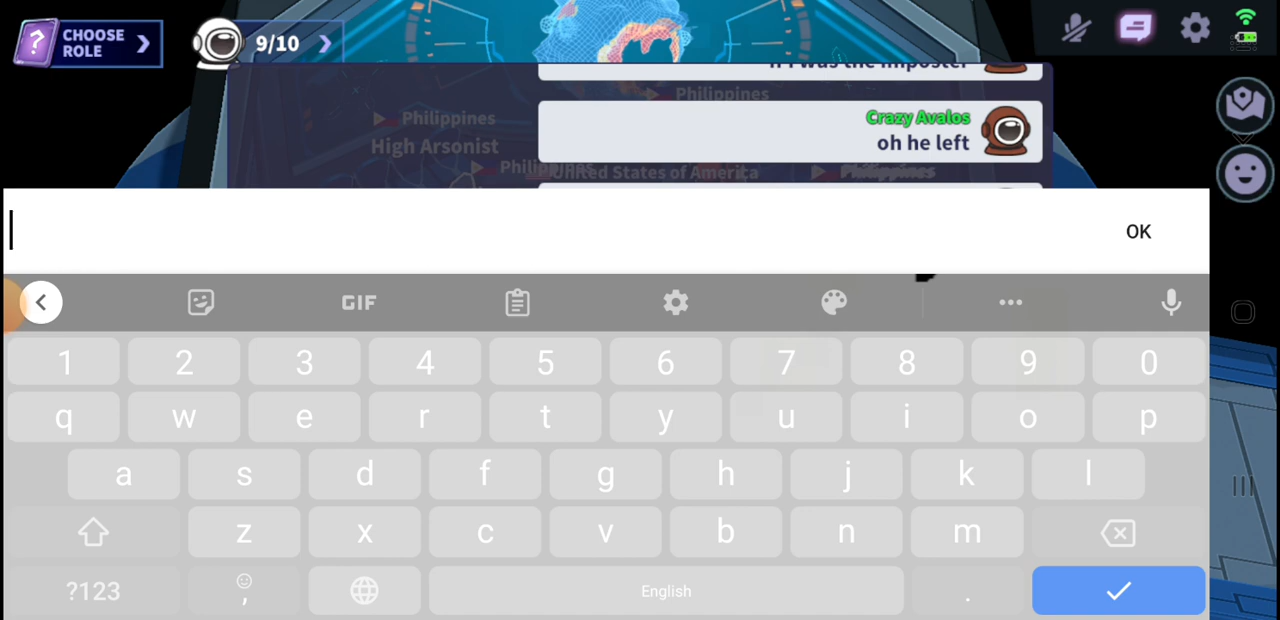 CHOOSE
ROLE
9/10
if I was the imposter
Philippines
Crazy Avalos
oh he left
Philippines
High Arsonist
Philippines
United States of America
Philippines
OK
GIF
1 2 3 4 5 6 7 8 9 0
q w e r t y u i o p
a s d f g h j k l
z x c v b n m
?123 , English .